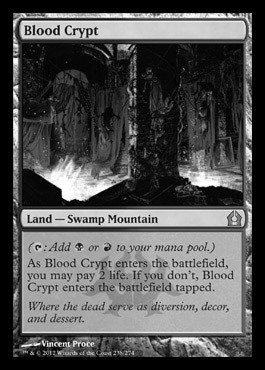 Blood Crypt
Land — Swamp Mountain
(: Add or to your mana pool.)
As Blood Crypt enters the battlefield,
you may pay 2 life. If you don't, Blood
Crypt enters the battlefield tapped.
Where the dead serve as diversion, decor,
and dessert.
Vincent Proce
™ & © 2012 Wizards of the Coast 238/274